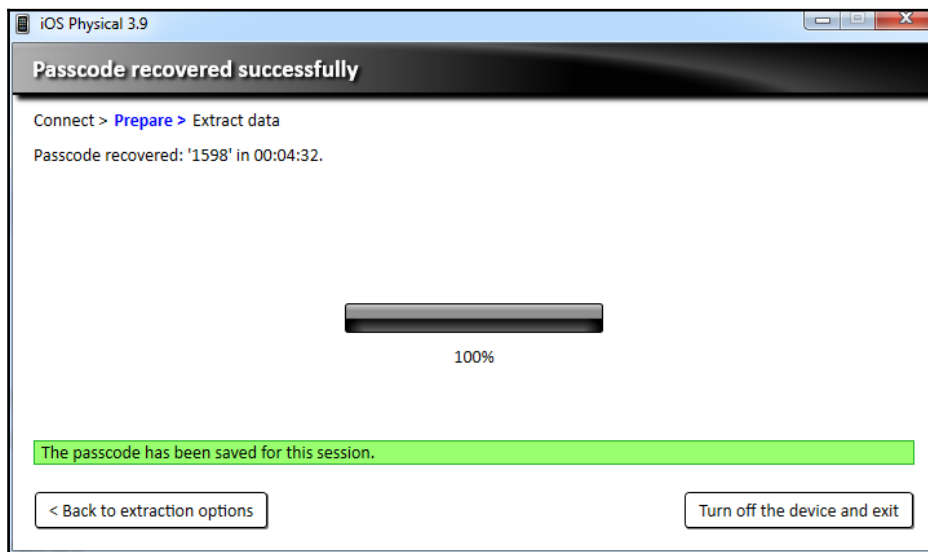 iOS Physical 3.9
Passcode recovered successfully
Connect > Prepare > Extract data
Passcode recovered: '1598' in 00:04:32.
100%
The passcode has been saved for this session.
< Back to extraction options
Turn off the device and exit